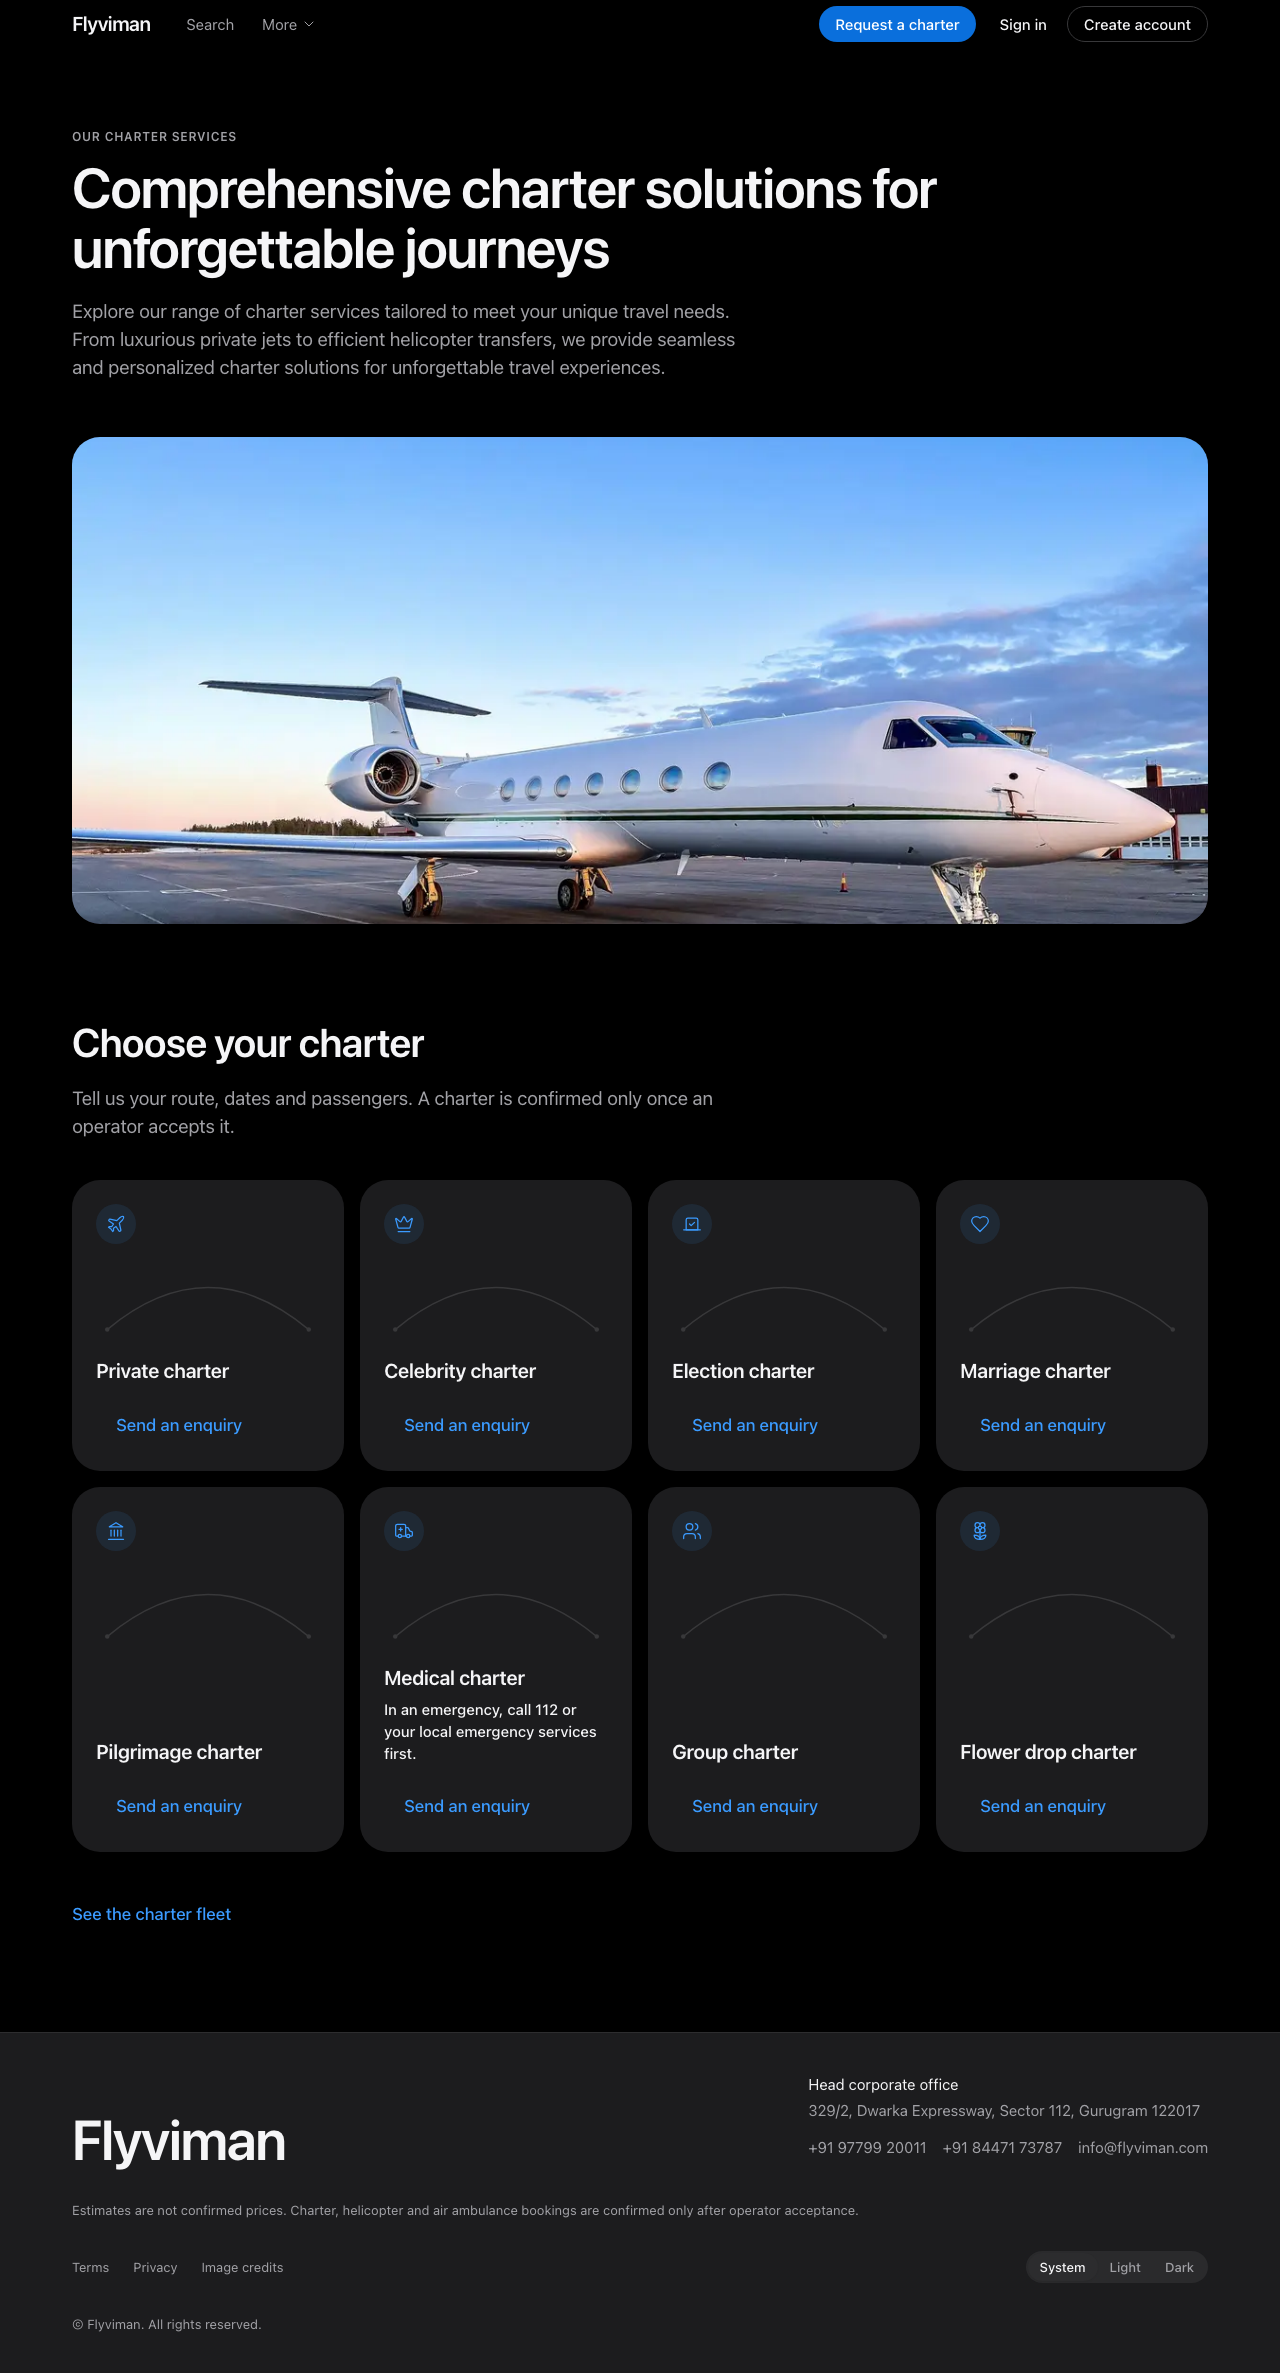 Flyviman
Search
More
Request a charter
Sign in
Create account
OUR CHARTER SERVICES
Comprehensive charter solutions for
unforgettable journeys
Explore our range of charter services tailored to meet your unique travel needs.
From luxurious private jets to efficient helicopter transfers, we provide seamless
and personalized charter solutions for unforgettable travel experiences.
Choose your charter
Tell us your route, dates and passengers. A charter is confirmed only once an
operator accepts it.
Private charter
Send an enquiry
Celebrity charter
Send an enquiry
Election charter
Send an enquiry
Marriage charter
Send an enquiry
Pilgrimage charter
Send an enquiry
Medical charter
In an emergency, call 112 or
your local emergency services
first.
Send an enquiry
Group charter
Send an enquiry
Flower drop charter
Send an enquiry
See the charter fleet
Flyviman
Head corporate office
329/2, Dwarka Expressway, Sector 112, Gurugram 122017
+91 97799 20011
+91 84471 73787
info@flyviman.com
Estimates are not confirmed prices. Charter, helicopter and air ambulance bookings are confirmed only after operator acceptance.
Terms
Privacy
Image credits
System
Light
Dark
© Flyviman. All rights reserved.